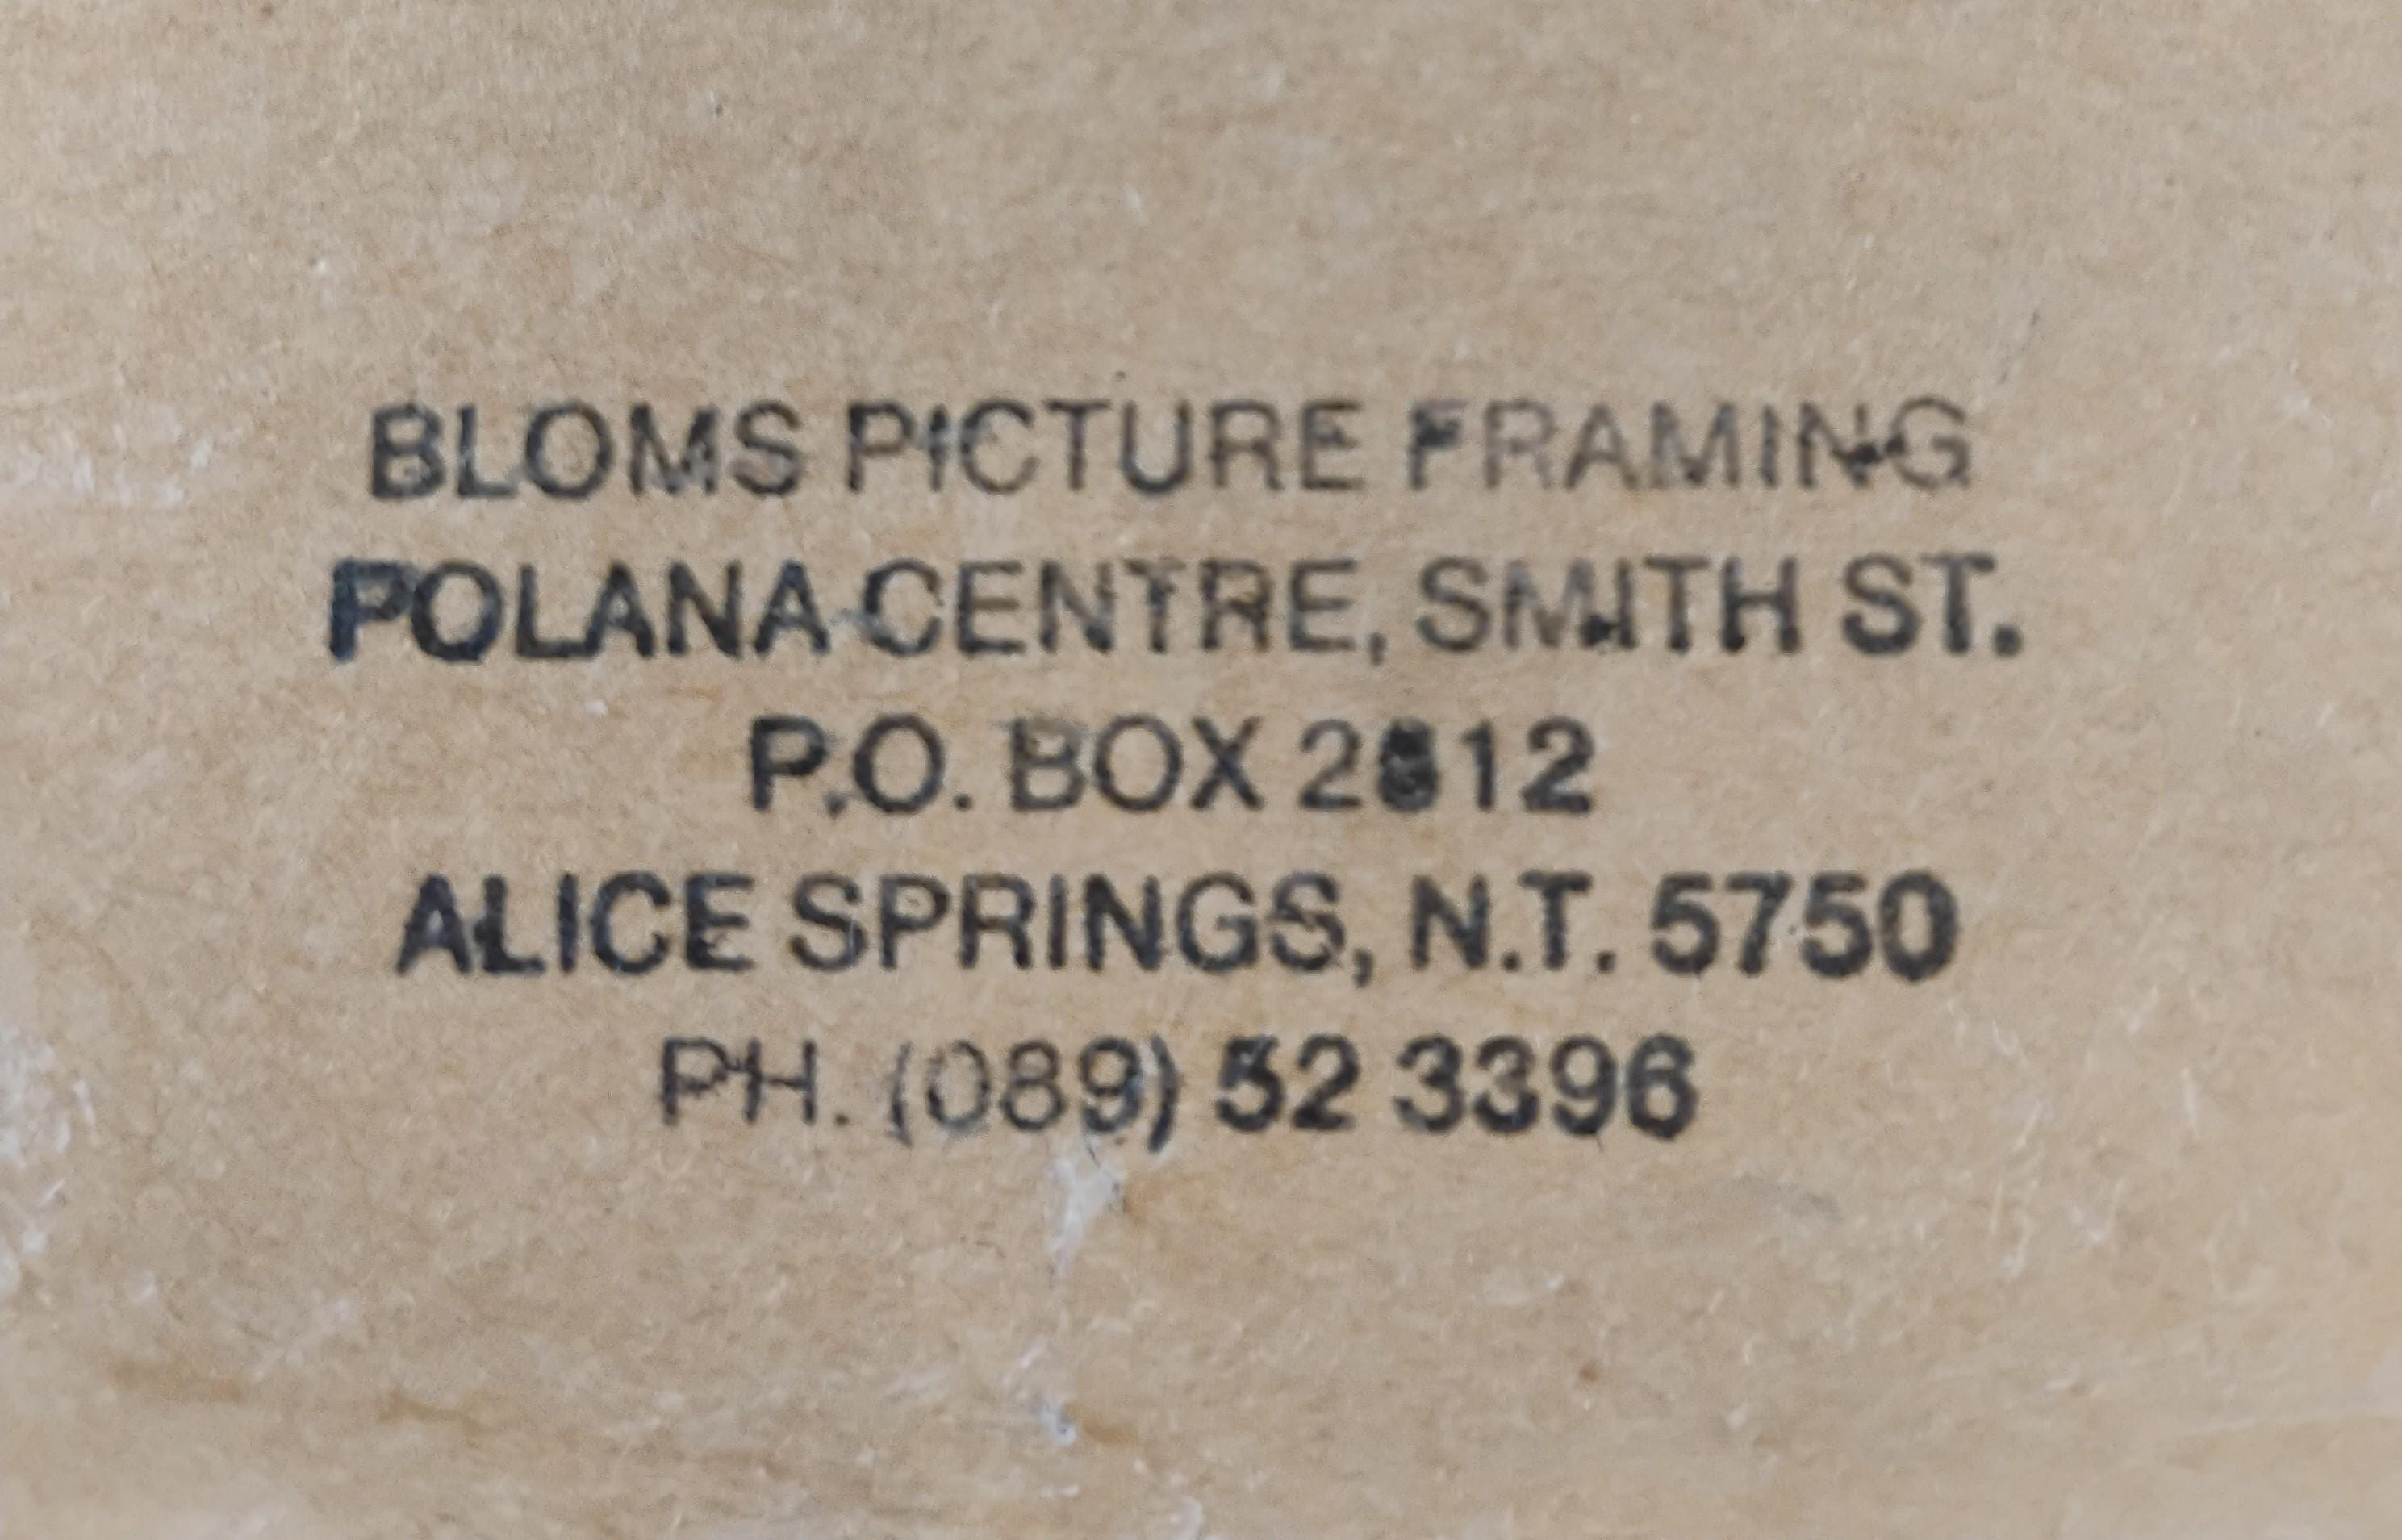 BLOMS PICTURE FRAMING
POLANA CENTRE, SMITH ST.
P.O. BOX 2812
ALICE SPRINGS, N.T. 5750
PH. (089) 52 3396